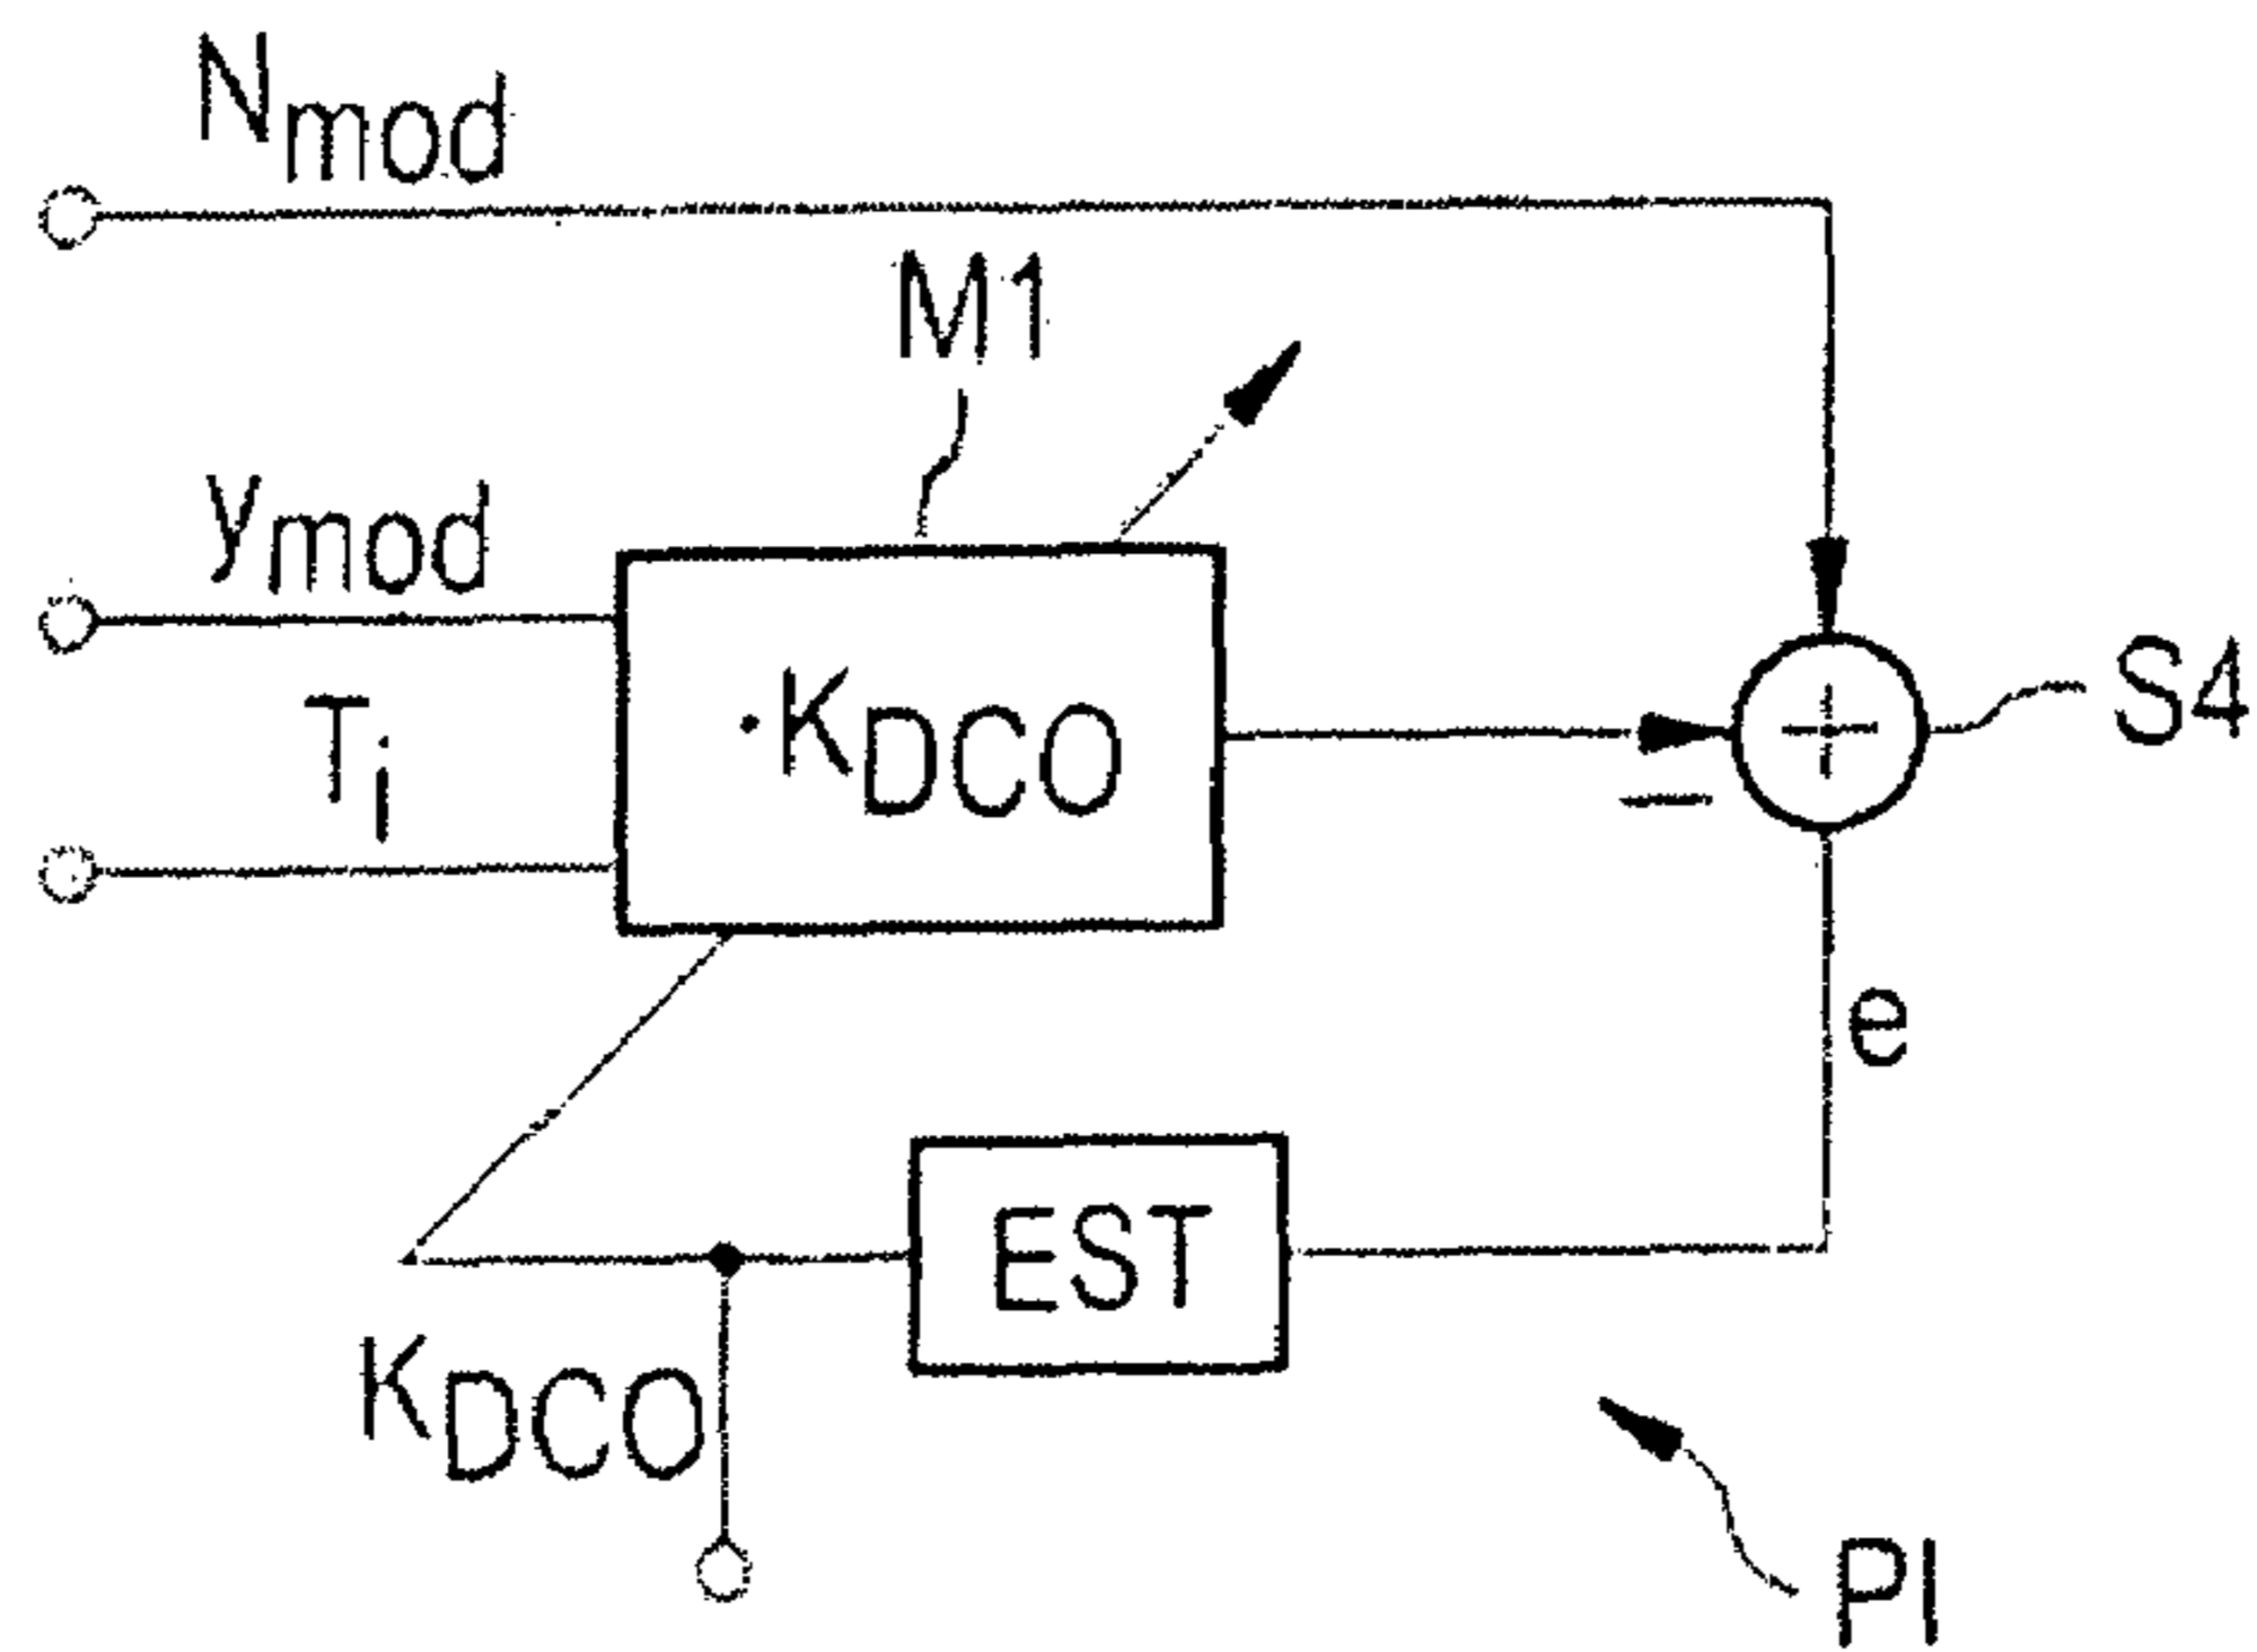 Nmod
M1
ymod
Ti
·KDCO
+
−
S4
e
EST
KDCO
PI